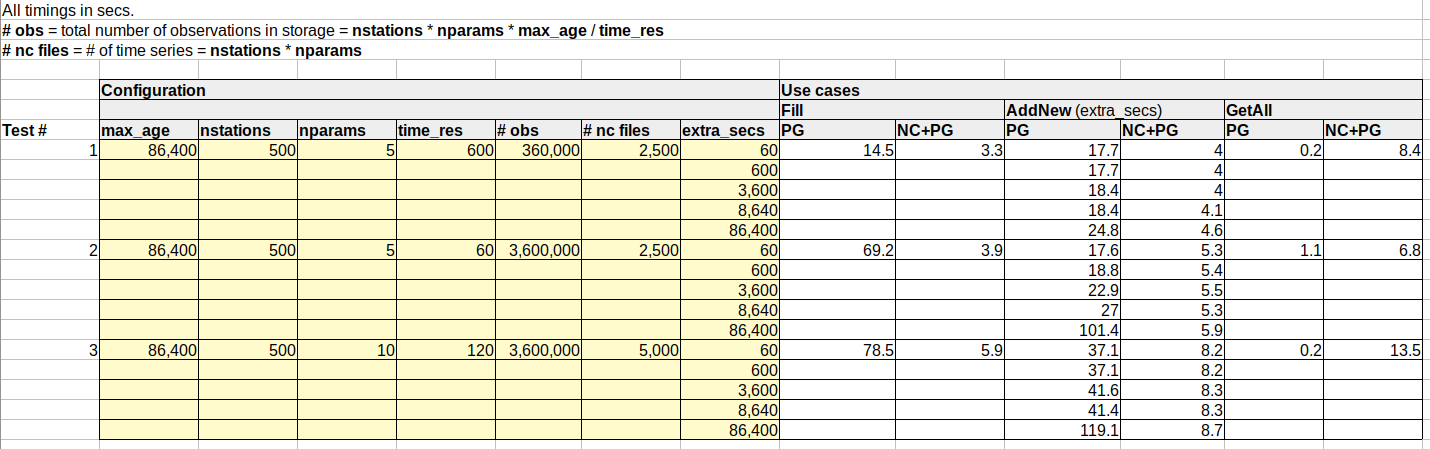 All timings in secs.
# obs = total number of observations in storage = nstations * nparams * max_age / time_res
# nc files = # of time series = nstations * nparams
Configuration Use cases
Fill AddNew (extra_secs) GetAll
Test # max_age nstations nparams time_res # obs # nc files extra_secs PG NC+PG PG NC+PG PG NC+PG
1 86,400 500 5 600 360,000 2,500 60 14.5 3.3 17.7 4 0.2 8.4
600 17.7 4
3,600 18.4 4
8,640 18.4 4.1
86,400 24.8 4.6
2 86,400 500 5 60 3,600,000 2,500 60 69.2 3.9 17.6 5.3 1.1 6.8
600 18.8 5.4
3,600 22.9 5.5
8,640 27 5.3
86,400 101.4 5.9
3 86,400 500 10 120 3,600,000 5,000 60 78.5 5.9 37.1 8.2 0.2 13.5
600 37.1 8.2
3,600 41.6 8.3
8,640 41.4 8.3
86,400 119.1 8.7